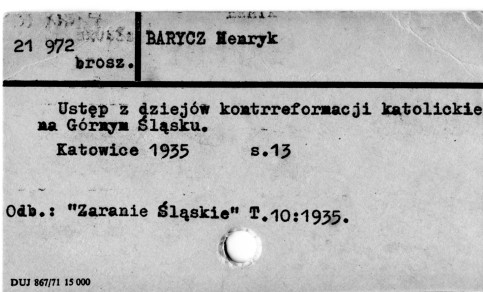 21 972
brosz.
BARYCZ Henryk
Ustęp z dziejów kontrreformacji katolickie
na Górnym Śląsku.
Katowice 1935 s.13
Odb.: "Zaranie Śląskie" T.10:1935.
DUJ 867/71 15 000